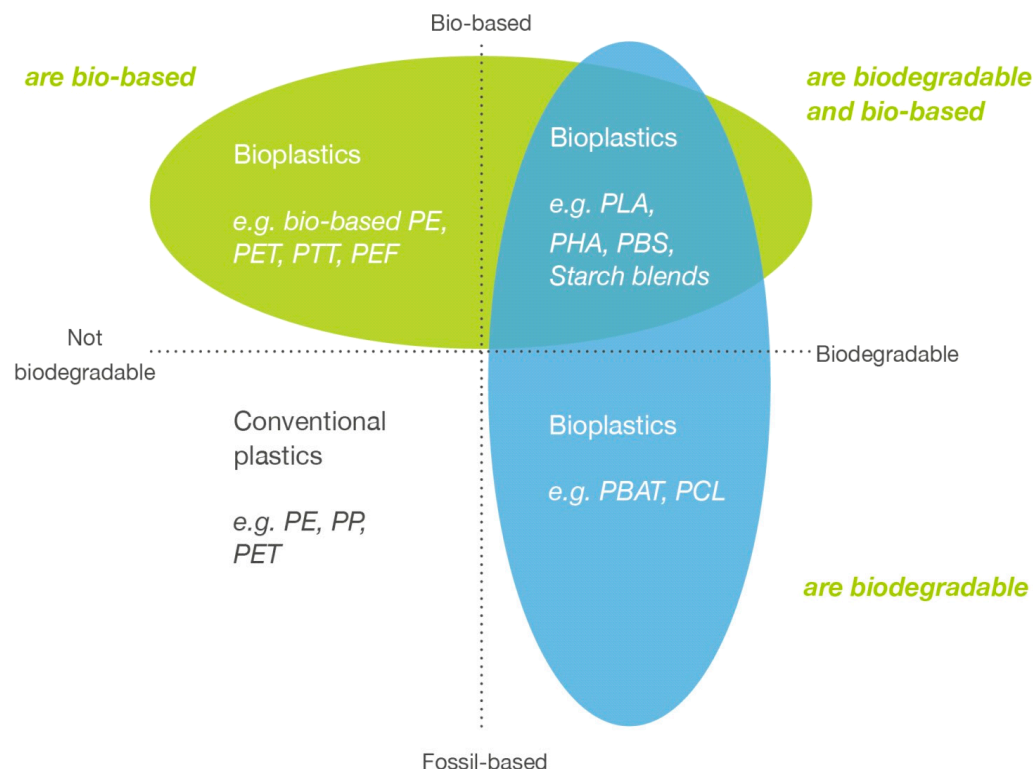 Bio-based
are bio-based
are biodegradable
and bio-based
Bioplastics
e.g. bio-based PE,
PET, PTT, PEF
Bioplastics
e.g. PLA,
PHA, PBS,
Starch blends
Not
biodegradable
Biodegradable
Conventional
plastics
e.g. PE, PP,
PET
Bioplastics
e.g. PBAT, PCL
are biodegradable
Fossil-based